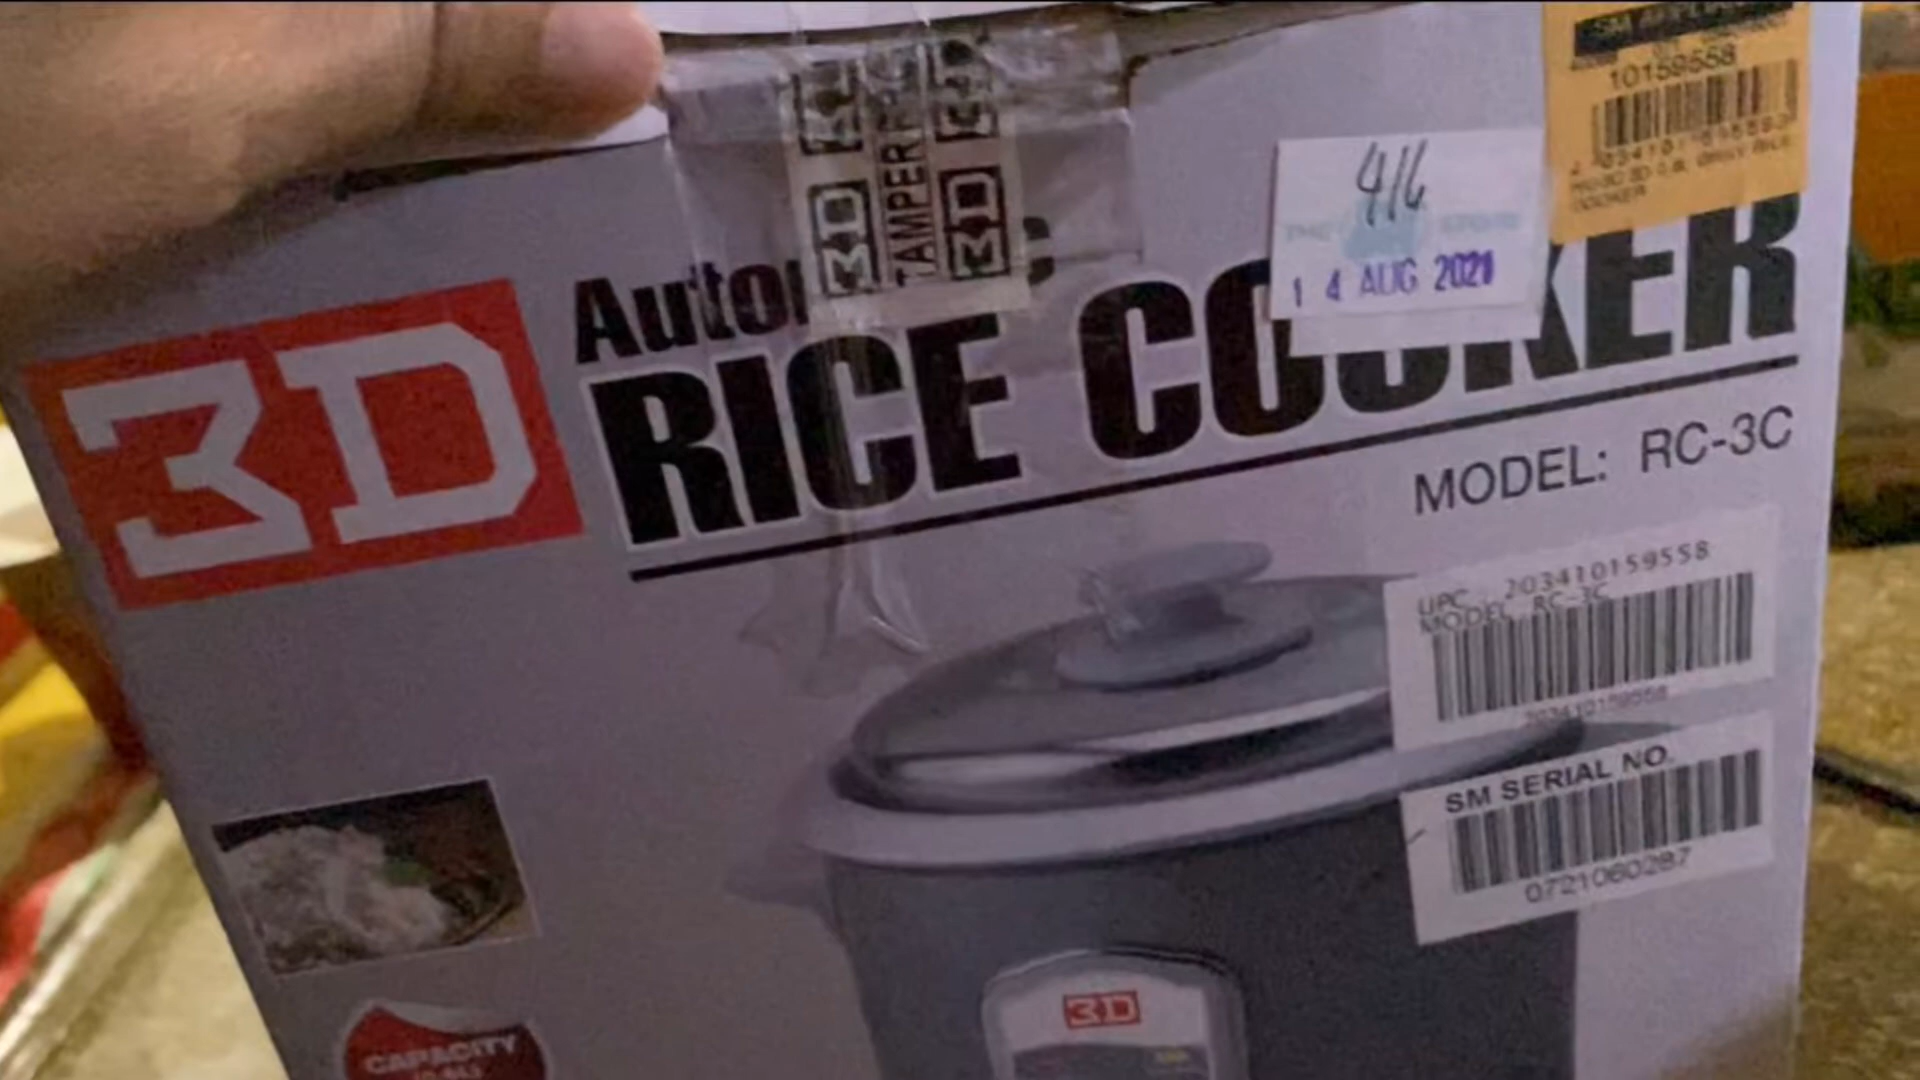 10159558
416
14 AUG 2021
3D
3D
TAMPER
3D
RICE COOKER
MODEL: RC-3C
UPC : 203410159558
MODEL: RC-3C
203410159558
SM SERIAL NO.
0721060287
3D
CAPACITY